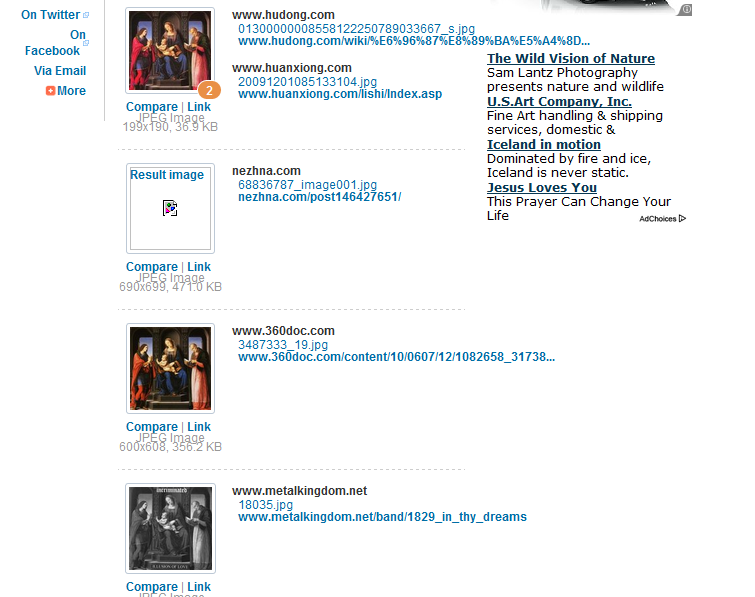 On Twitter
On
Facebook
Via Email
More
2
Compare | Link
JPEG Image
199x190, 36.9 KB
www.hudong.com
01300000008558122250789033667_s.jpg
www.hudong.com/wiki/%E6%96%87%E8%89%BA%E5%A4%8D...
www.huanxiong.com
20091201085133104.jpg
www.huanxiong.com/lishi/Index.asp
Result image
Compare | Link
JPEG Image
690x699, 471.0 KB
nezhna.com
68836787_image001.jpg
nezhna.com/post146427651/
Compare | Link
JPEG Image
600x608, 356.2 KB
www.360doc.com
3487333_19.jpg
www.360doc.com/content/10/0607/12/1082658_31738...
incriminated
ILLUSION OF LOVE
Compare | Link
JPEG Image
www.metalkingdom.net
18035.jpg
www.metalkingdom.net/band/1829_in_thy_dreams
The Wild Vision of Nature
Sam Lantz Photography
presents nature and wildlife
U.S.Art Company, Inc.
Fine Art handling & shipping
services, domestic &
Iceland in motion
Dominated by fire and ice,
Iceland is never static.
Jesus Loves You
This Prayer Can Change Your
Life
AdChoices